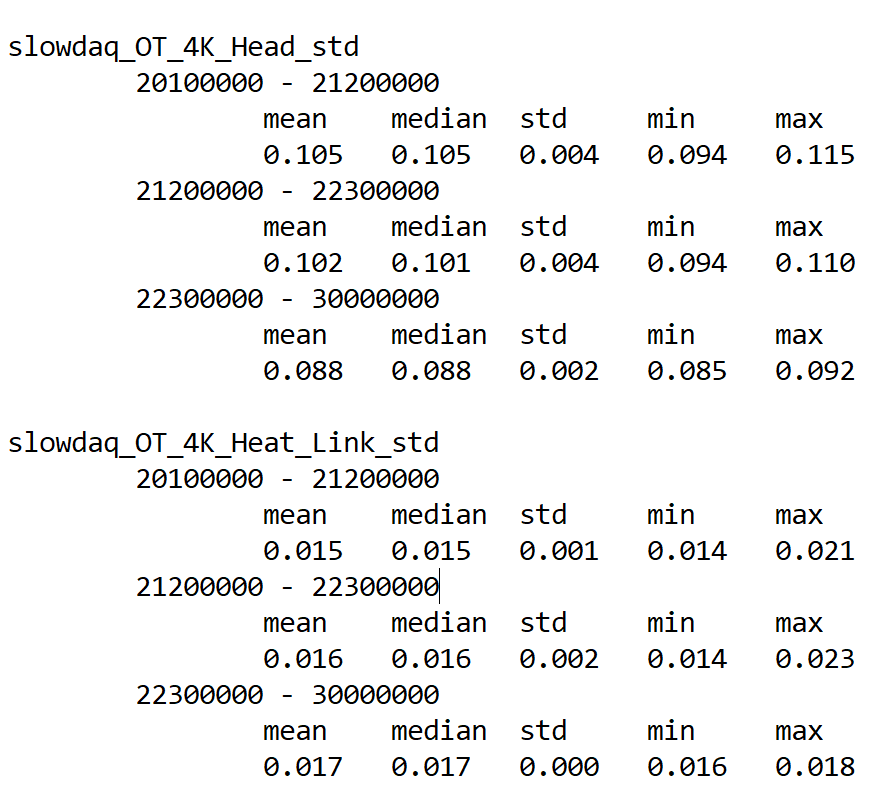 slowdaq_OT_4K_Head_std
20100000 - 21200000
mean median std min max
0.105 0.105 0.004 0.094 0.115
21200000 - 22300000
mean median std min max
0.102 0.101 0.004 0.094 0.110
22300000 - 30000000
mean median std min max
0.088 0.088 0.002 0.085 0.092
slowdaq_OT_4K_Heat_Link_std
20100000 - 21200000
mean median std min max
0.015 0.015 0.001 0.014 0.021
21200000 - 22300000
mean median std min max
0.016 0.016 0.002 0.014 0.023
22300000 - 30000000
mean median std min max
0.017 0.017 0.000 0.016 0.018